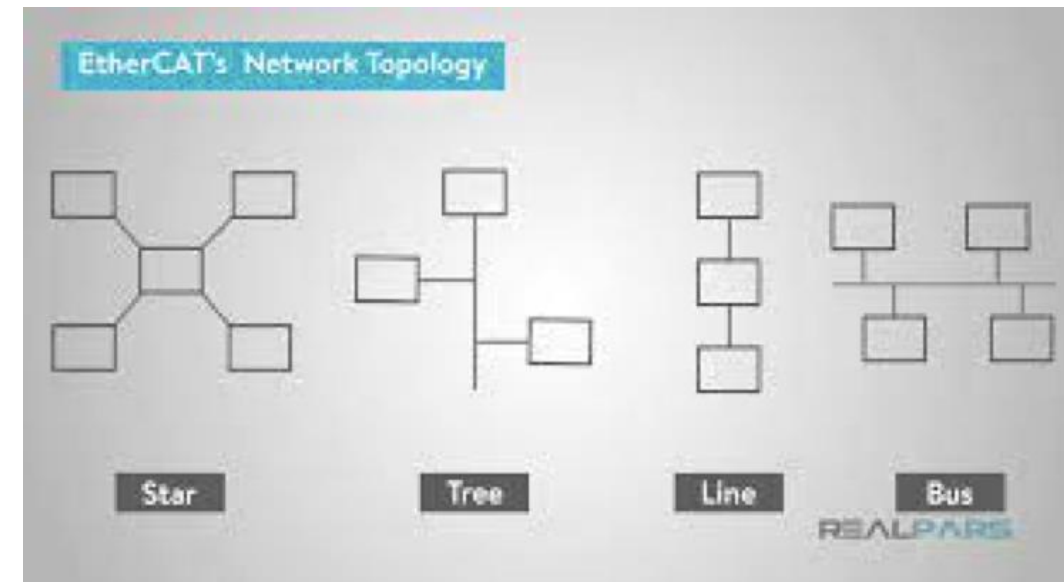 EtherCAT's Network Topology
Star
Tree
Line
Bus
REALPARS